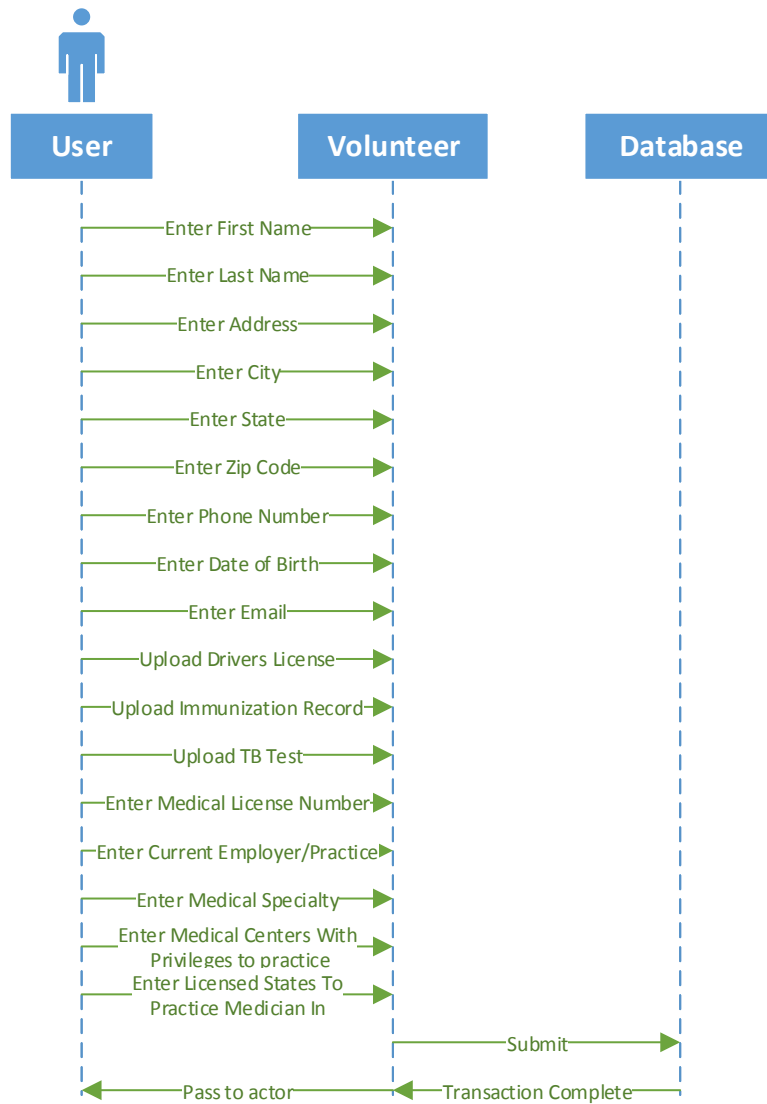 User
Volunteer
Database
Enter First Name
Enter Last Name
Enter Address
Enter City
Enter State
Enter Zip Code
Enter Phone Number
Enter Date of Birth
Enter Email
Upload Drivers License
Upload Immunization Record
Upload TB Test
Enter Medical License Number
Enter Current Employer/Practice
Enter Medical Specialty
Enter Medical Centers With
Privileges to practice
Enter Licensed States To
Practice Medician In
Submit
Pass to actor
Transaction Complete